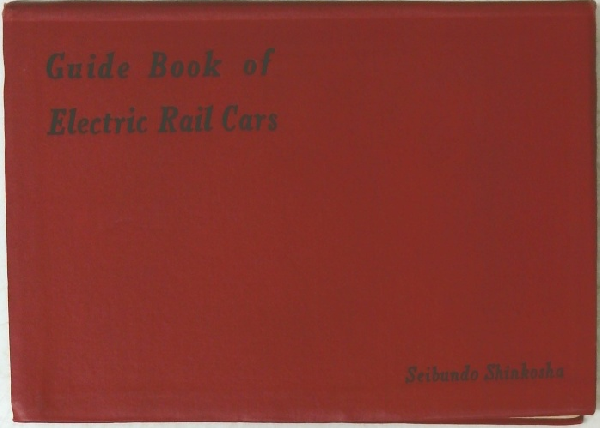 Guide Book of
Electric Rail Cars
Seibundo Shinkosha